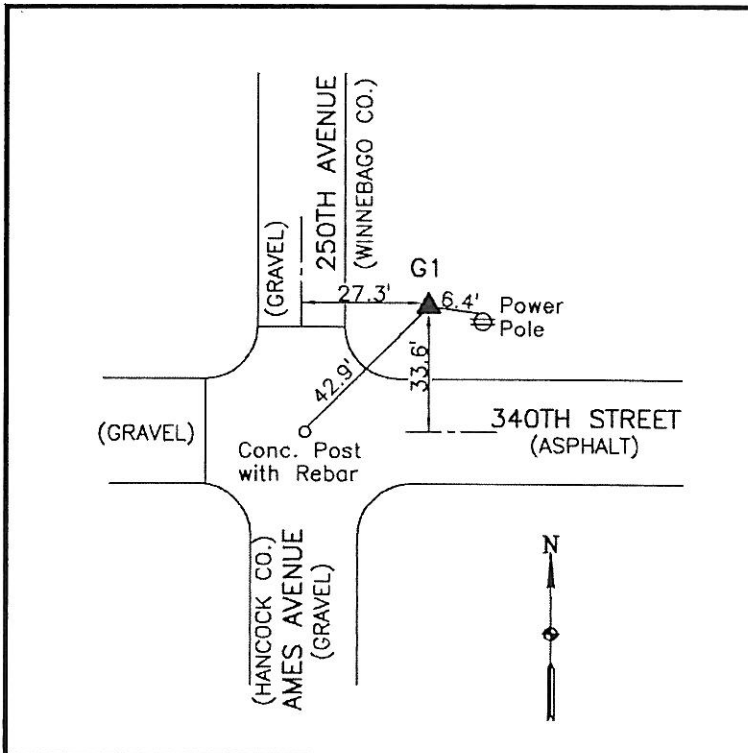 250TH AVENUE
(WINNEBAGO CO.)
(GRAVEL)
G1
27.3'
6.4'
Power
Pole
42.9'
33.6'
(GRAVEL)
340TH STREET
(ASPHALT)
Conc. Post
with Rebar
(HANCOCK CO.)
AMES AVENUE
(GRAVEL)
N